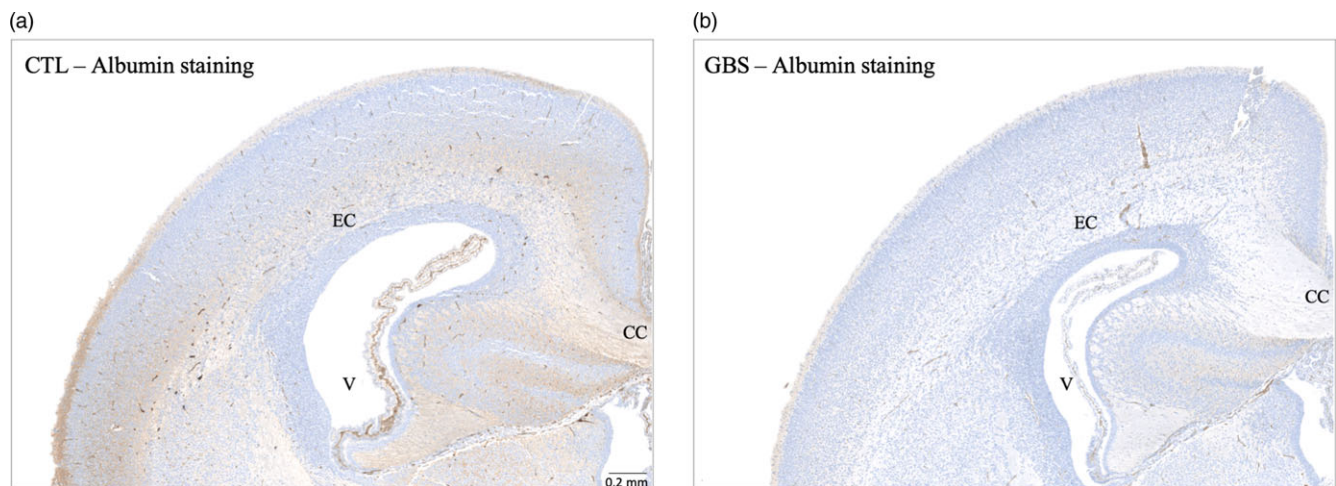 (a)
CTL – Albumin staining
EC
CC
V
0.2 mm
(b)
GBS – Albumin staining
EC
CC
V